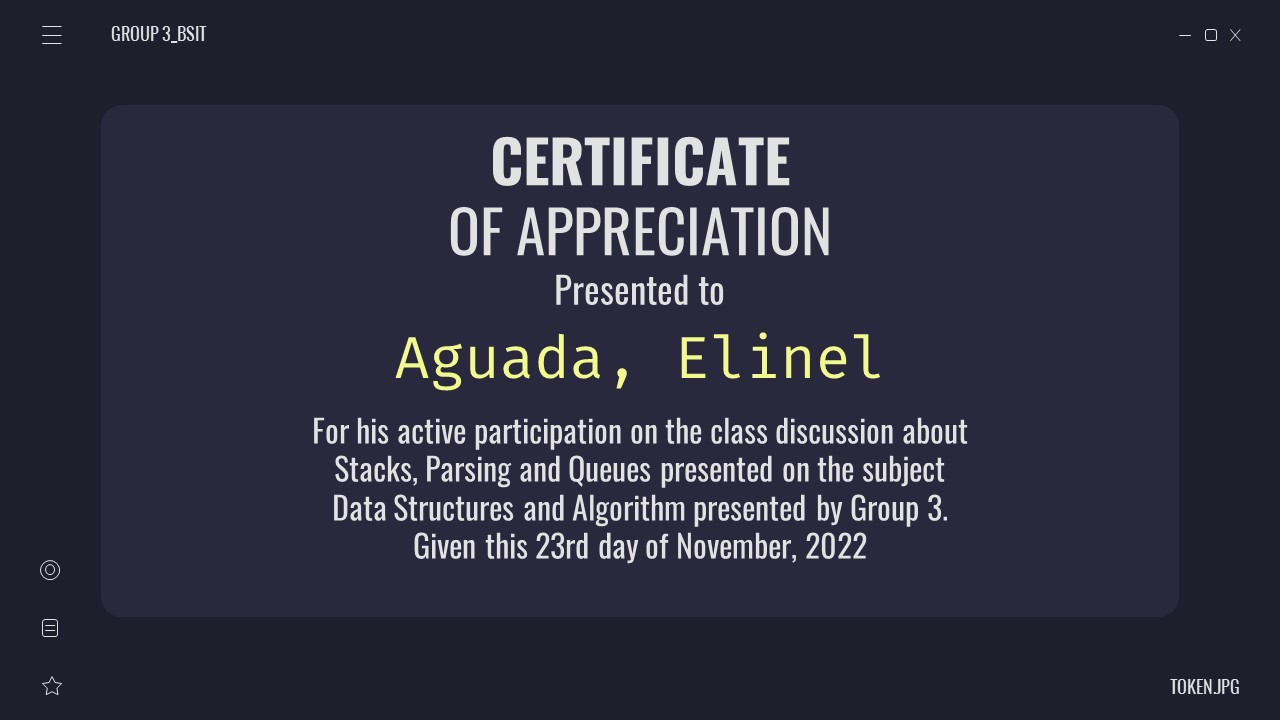 GROUP 3_BSIT
CERTIFICATE
OF APPRECIATION
Presented to
Aguada, Elinel
For his active participation on the class discussion about
Stacks, Parsing and Queues presented on the subject
Data Structures and Algorithm presented by Group 3.
Given this 23rd day of November, 2022
TOKEN.JPG